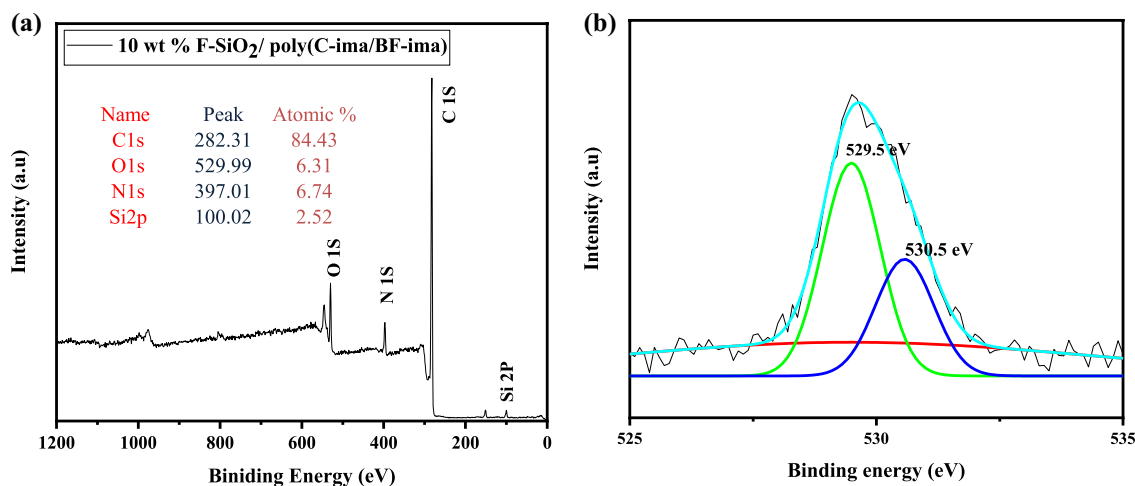 (a)
10 wt % F-SiO2/ poly(C-ima/BF-ima)
Name Peak Atomic %
C1s 282.31 84.43
O1s 529.99 6.31
N1s 397.01 6.74
Si2p 100.02 2.52
C 1S
O 1S
N 1S
Si 2P
Intensity (a.u)
1200 1000 800 600 400 200 0
Biniding Energy (eV)
(b)
529.5 eV
530.5 eV
Intensity (a.u)
525 530 535
Binding energy (eV)